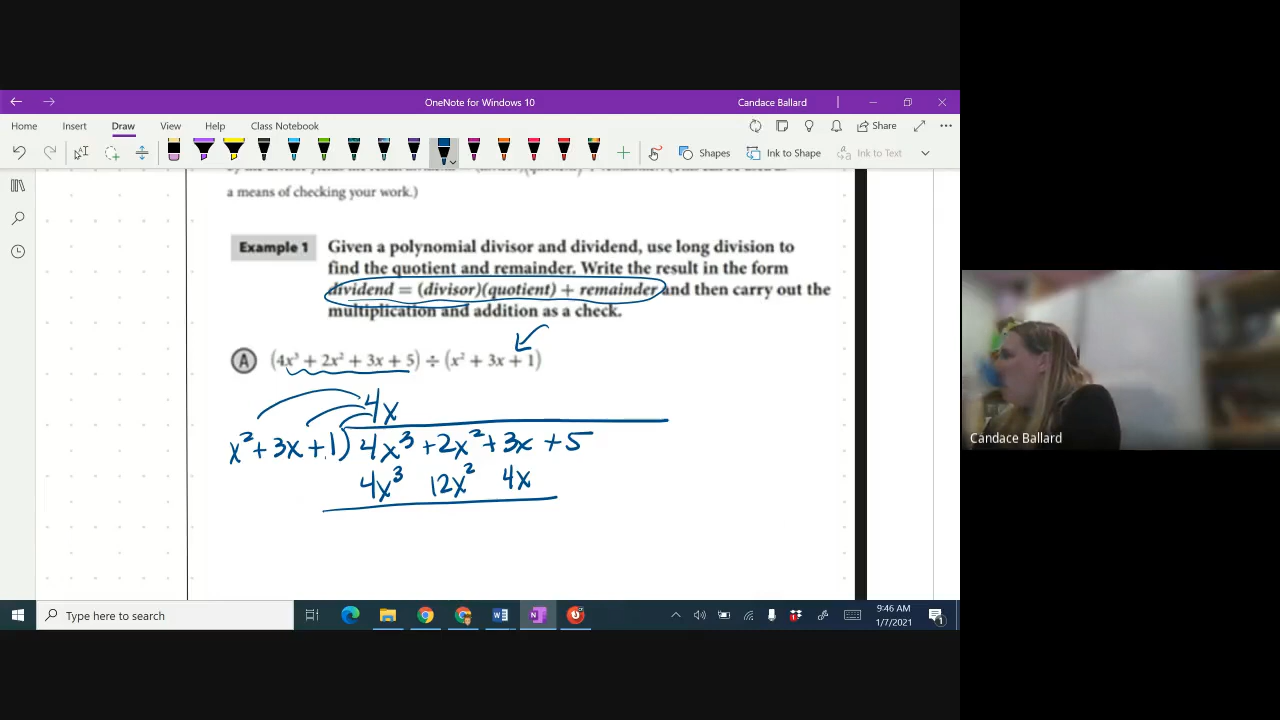 OneNote for Windows 10
Candace Ballard
Home
Insert
Draw
View
Help
Class Notebook
Share
Shapes
Ink to Shape
Ink to Text
a means of checking your work.)
Example 1
Given a polynomial divisor and dividend, use long division to
find the quotient and remainder. Write the result in the form
dividend = (divisor)(quotient) + remainder and then carry out the
multiplication and addition as a check.
A (4x³ + 2x² + 3x + 5) ÷ (x² + 3x + 1)
4x
x² + 3x + 1) 4x³ + 2x² + 3x + 5
4x³ 12x² 4x
Candace Ballard
Type here to search
9:46 AM
1/7/2021